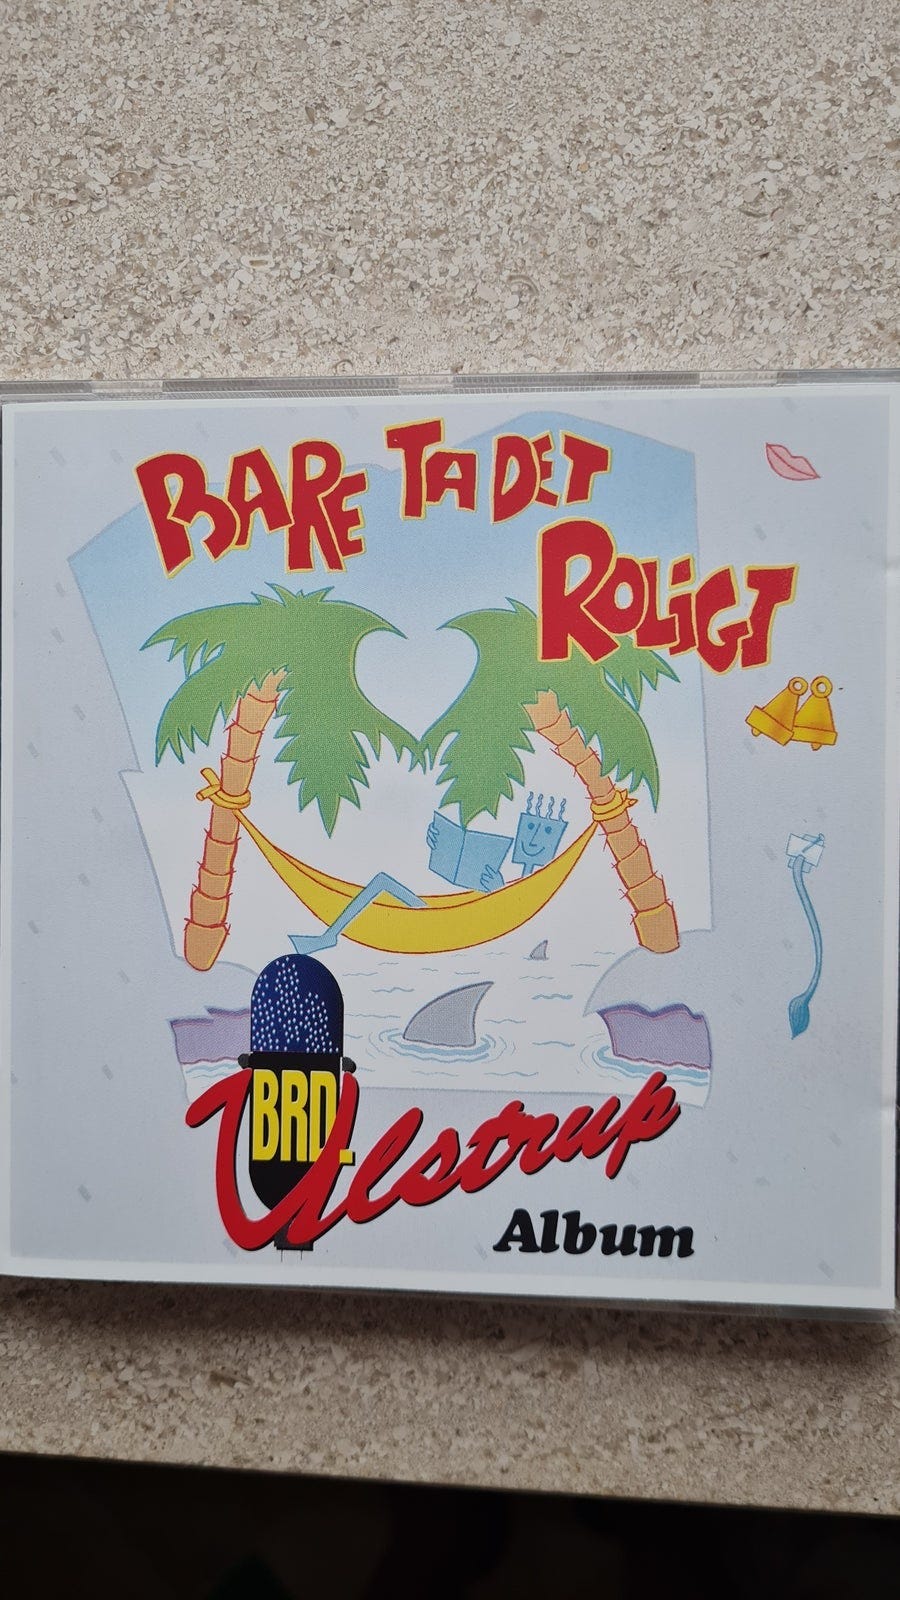 BARE TA DET
ROLIGT
BRD.
Ulstrup
Album